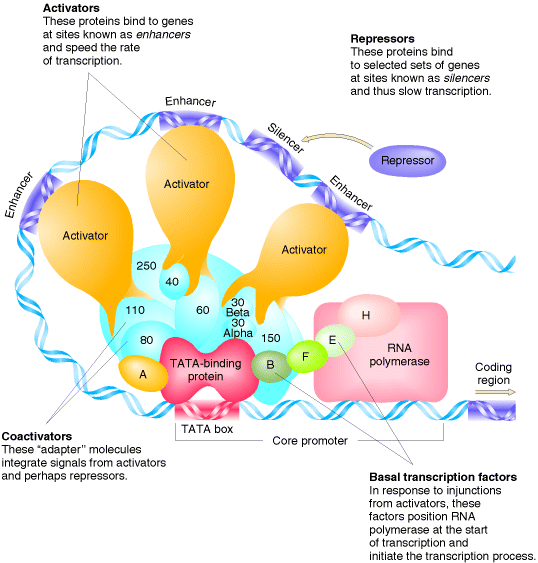 Activators
These proteins bind to genes
at sites known as enhancers
and speed the rate
of transcription.
Repressors
These proteins bind
to selected sets of genes
at sites known as silencers
and thus slow transcription.
Enhancer
Silencer
Repressor
Enhancer
Enhancer
Activator
Activator
Activator
250
40
110
60
30
Beta
30
Alpha
150
80
H
E
RNA
polymerase
TATA-binding
protein
B
F
A
Coding
region
TATA box
Core promoter
Coactivators
These “adapter” molecules
integrate signals from activators
and perhaps repressors.
Basal transcription factors
In response to injunctions
from activators, these
factors position RNA
polymerase at the start
of transcription and
initiate the transcription process.